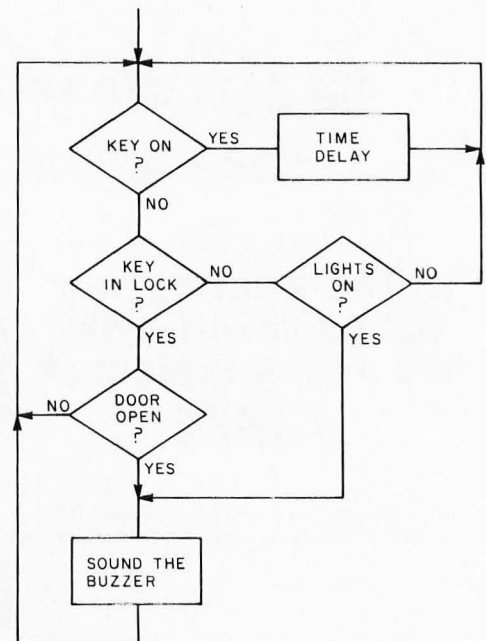 KEY ON
?
YES
TIME
DELAY
NO
KEY
IN LOCK
?
NO
LIGHTS
ON
?
NO
YES
YES
NO
DOOR
OPEN
?
YES
SOUND THE
BUZZER